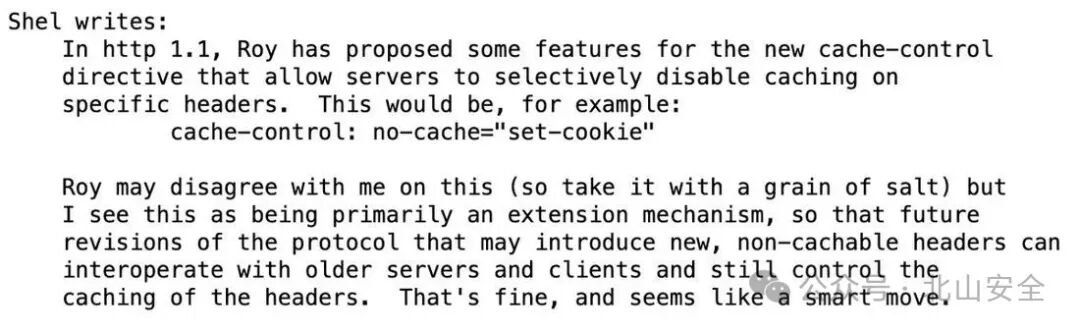 Shel writes:
In http 1.1, Roy has proposed some features for the new cache-control
directive that allow servers to selectively disable caching on
specific headers.  This would be, for example:
cache-control: no-cache="set-cookie"
Roy may disagree with me on this (so take it with a grain of salt) but
I see this as being primarily an extension mechanism, so that future
revisions of the protocol that may introduce new, non-cachable headers can
interoperate with older servers and clients and still control the
caching of the headers.  That's fine, and seems like a smart move.
公众号·北山安全